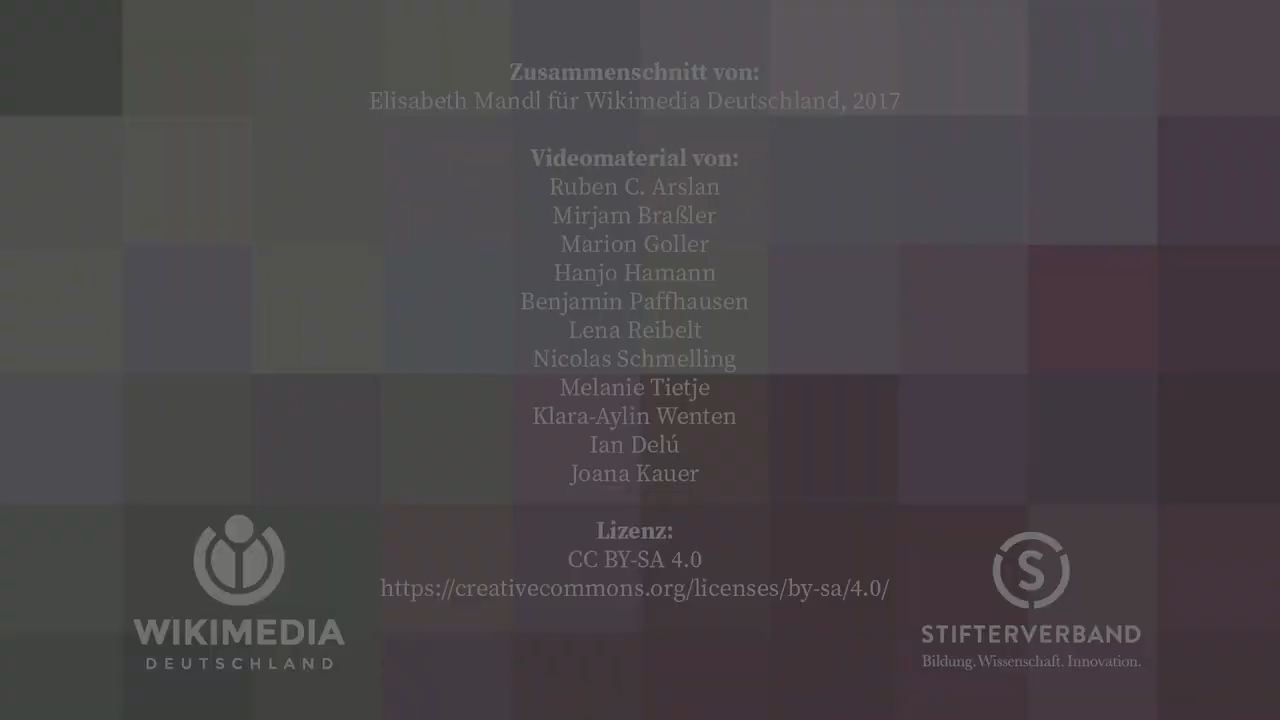 Zusammenschnitt von:
Elisabeth Mandl für Wikimedia Deutschland, 2017
Videomaterial von:
Ruben C. Arslan
Mirjam Braßler
Marion Goller
Hanjo Hamann
Benjamin Paffhausen
Lena Reibelt
Nicolas Schmelling
Melanie Tietje
Klara-Aylin Wenten
Ian Delú
Joana Kauer
Lizenz:
CC BY-SA 4.0
https://creativecommons.org/licenses/by-sa/4.0/
WIKIMEDIA
DEUTSCHLAND
S
STIFTERVERBAND
Bildung. Wissenschaft. Innovation.